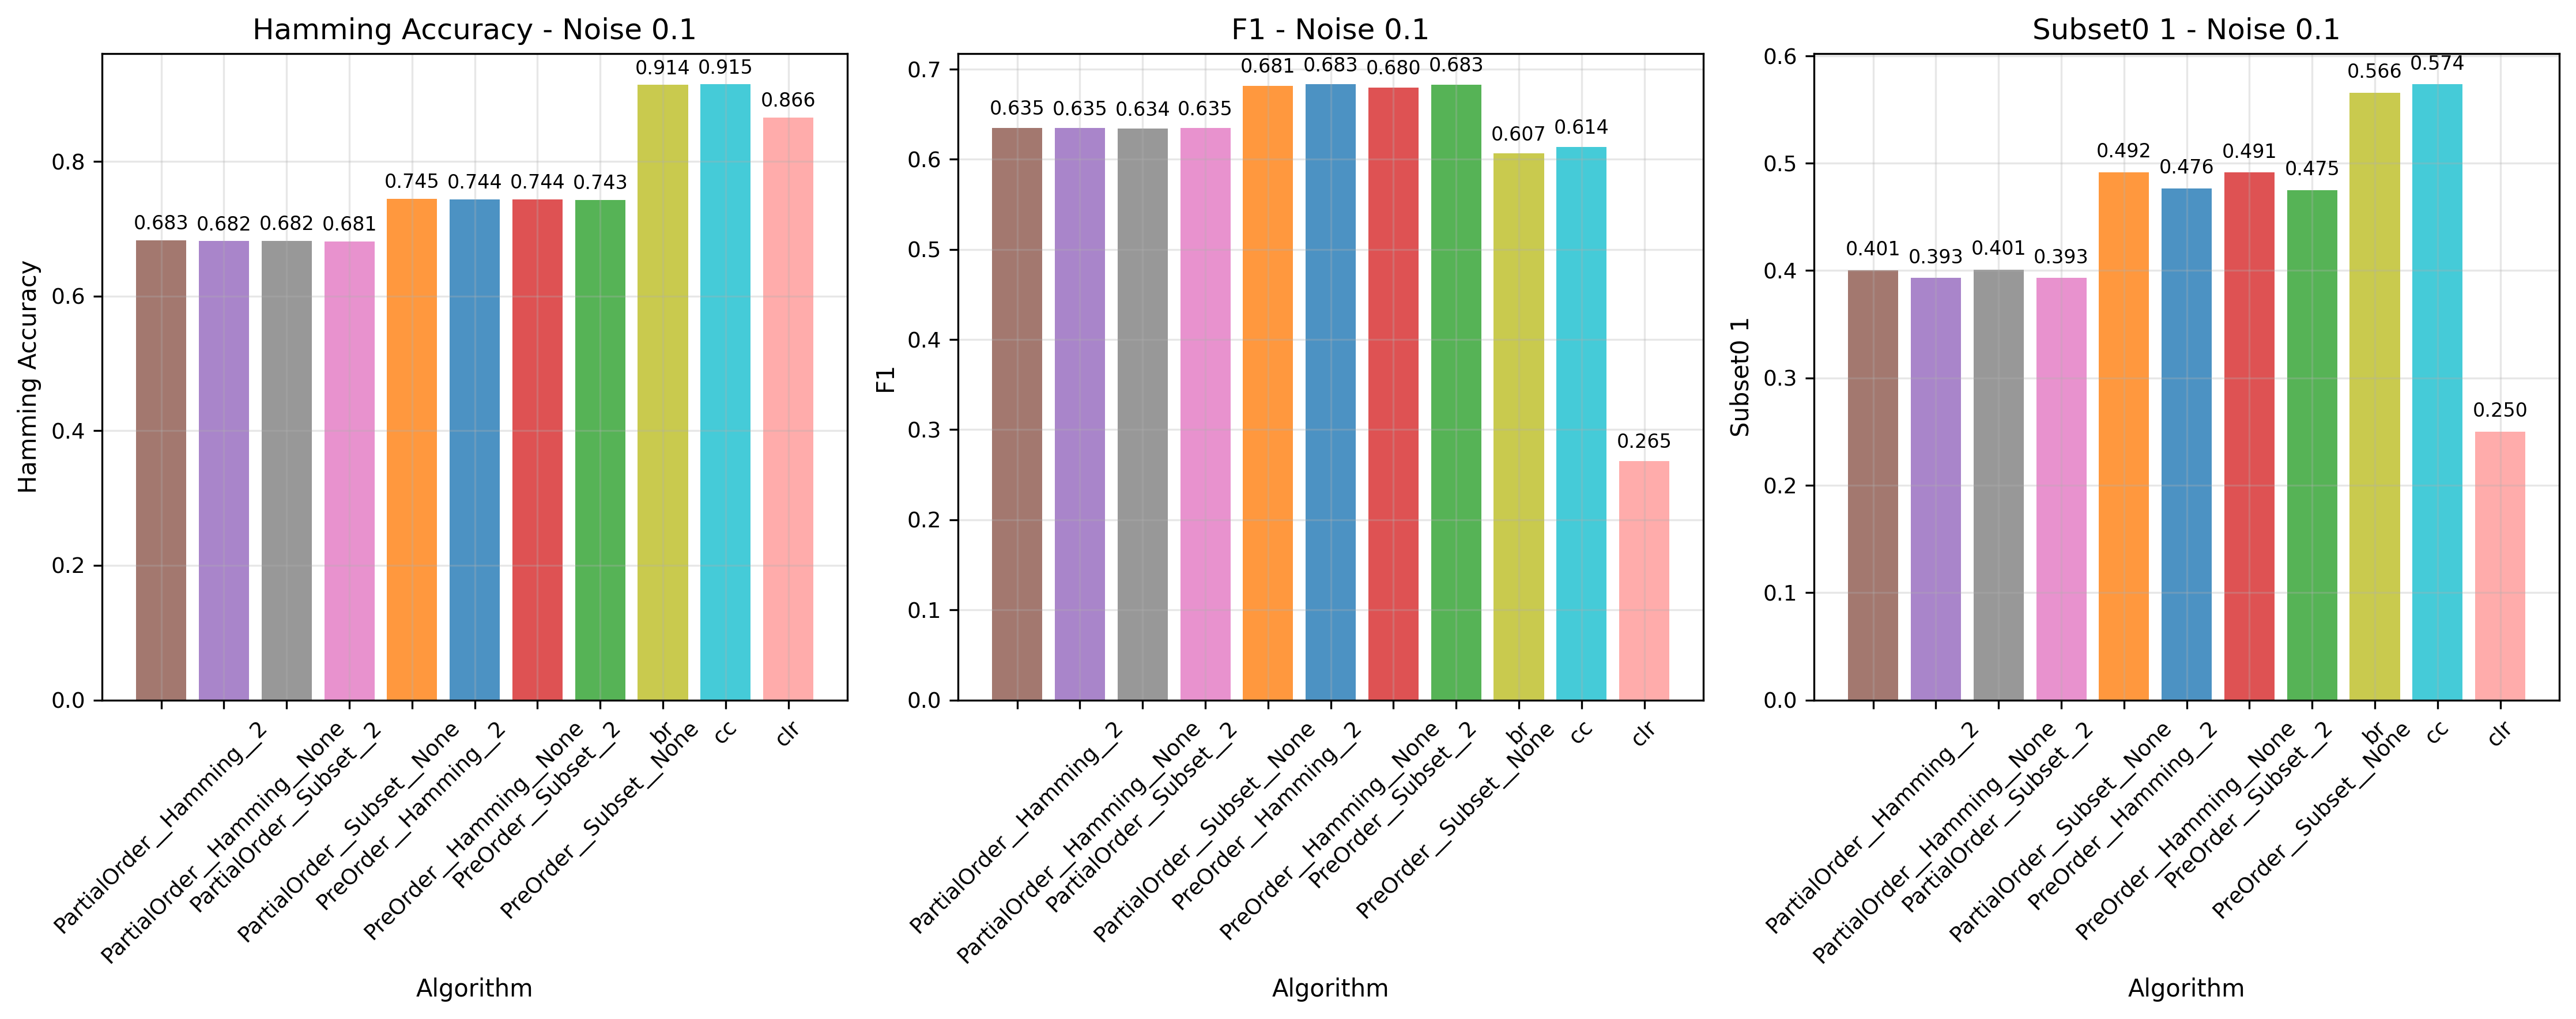 Hamming Accuracy - Noise 0.1
Hamming Accuracy
0.8
0.6
0.4
0.2
0.0
0.683
0.682
0.682
0.681
0.745
0.744
0.744
0.743
0.914
0.915
0.866
PartialOrder__Hamming__2
PartialOrder__Hamming__None
PartialOrder__Subset__2
PartialOrder__Subset__None
PreOrder__Hamming__2
PreOrder__Hamming__None
PreOrder__Subset__2
PreOrder__Subset__None
br
cc
clr
Algorithm
F1 - Noise 0.1
F1
0.7
0.6
0.5
0.4
0.3
0.2
0.1
0.0
0.635
0.635
0.634
0.635
0.681
0.683
0.680
0.683
0.607
0.614
0.265
PartialOrder__Hamming__2
PartialOrder__Hamming__None
PartialOrder__Subset__2
PartialOrder__Subset__None
PreOrder__Hamming__2
PreOrder__Hamming__None
PreOrder__Subset__2
PreOrder__Subset__None
br
cc
clr
Algorithm
Subset0 1 - Noise 0.1
Subset0 1
0.6
0.5
0.4
0.3
0.2
0.1
0.0
0.401
0.393
0.401
0.393
0.492
0.476
0.491
0.475
0.566
0.574
0.250
PartialOrder__Hamming__2
PartialOrder__Hamming__None
PartialOrder__Subset__2
PartialOrder__Subset__None
PreOrder__Hamming__2
PreOrder__Hamming__None
PreOrder__Subset__2
PreOrder__Subset__None
br
cc
clr
Algorithm